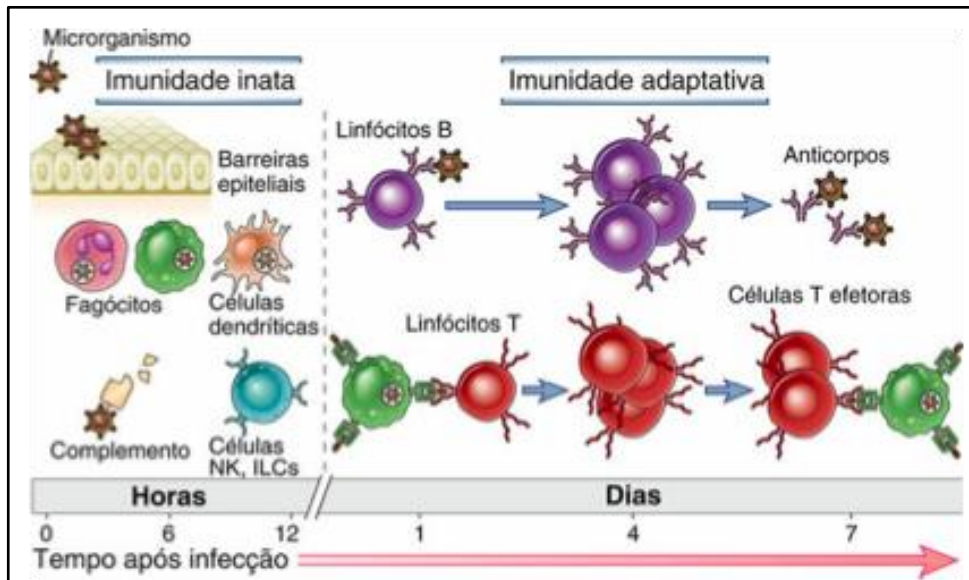 Microrganismo
Imunidade inata
Imunidade adaptativa
Barreiras
epiteliais
Linfócitos B
Anticorpos
Fagócitos
Células
dendríticas
Linfócitos T
Células T efetoras
Complemento
Células
NK, ILCs
Horas
Dias
0
6
12
1
4
7
Tempo após infecção